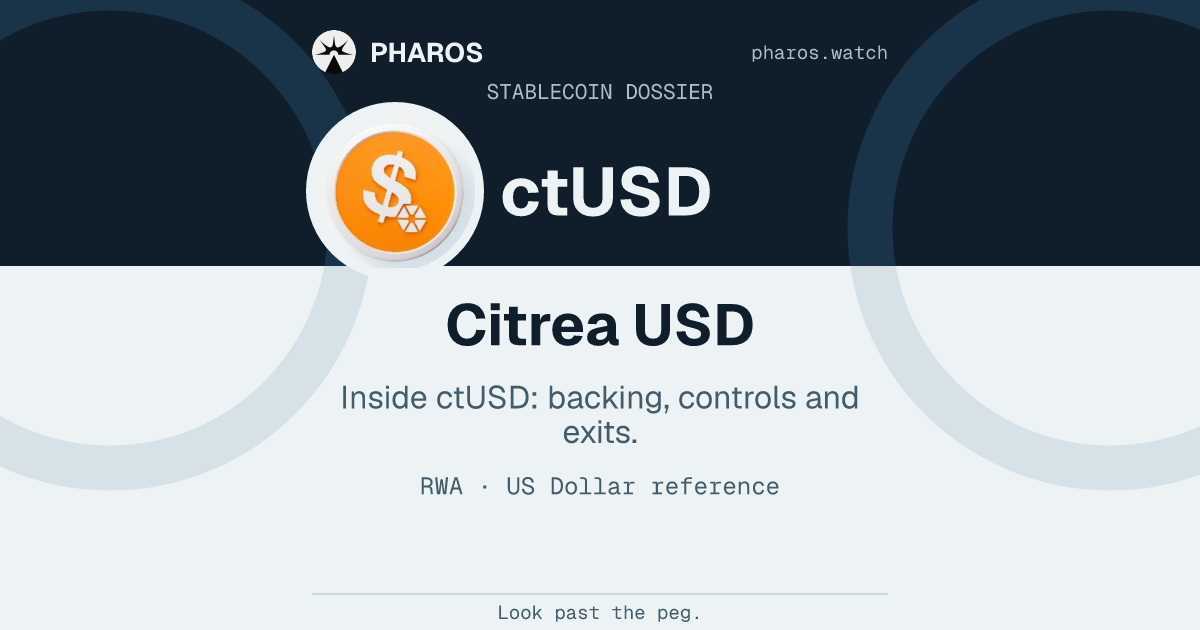 PHAROS
pharos.watch
STABLECOIN DOSSIER
$
ctUSD
Citrea USD
Inside ctUSD: backing, controls and
exits.
RWA · US Dollar reference
Look past the peg.